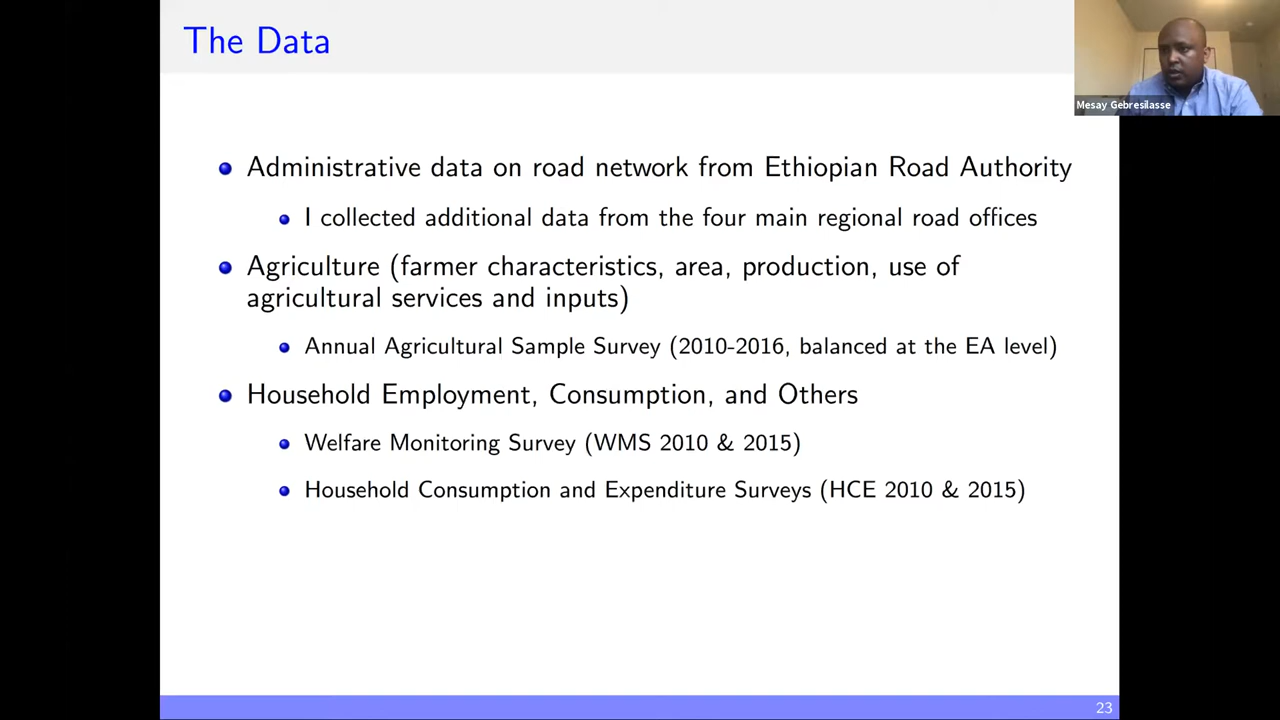 The Data
Mesay Gebresilasse
Administrative data on road network from Ethiopian Road Authority
I collected additional data from the four main regional road offices
Agriculture (farmer characteristics, area, production, use of
agricultural services and inputs)
Annual Agricultural Sample Survey (2010-2016, balanced at the EA level)
Household Employment, Consumption, and Others
Welfare Monitoring Survey (WMS 2010 & 2015)
Household Consumption and Expenditure Surveys (HCE 2010 & 2015)
23